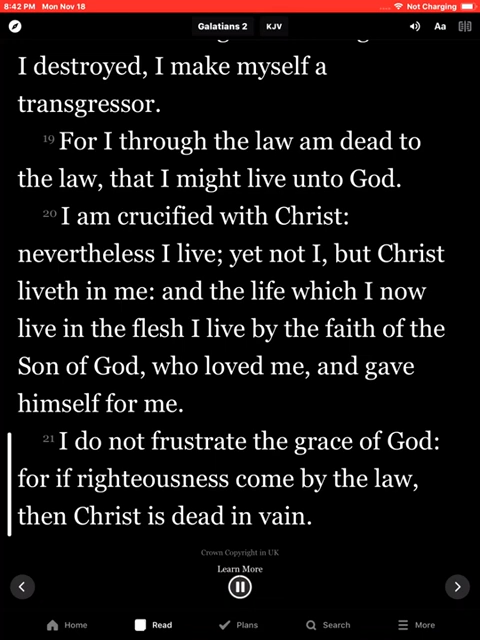 8:42 PM Mon Nov 18 Not Charging
Galatians 2 KJV Aa
I destroyed, I make myself a
transgressor.
19 For I through the law am dead to
the law, that I might live unto God.
20 I am crucified with Christ:
nevertheless I live; yet not I, but Christ
liveth in me: and the life which I now
live in the flesh I live by the faith of the
Son of God, who loved me, and gave
himself for me.
21 I do not frustrate the grace of God:
for if righteousness come by the law,
then Christ is dead in vain.
Crown Copyright in UK
Learn More
Home Read Plans Search More